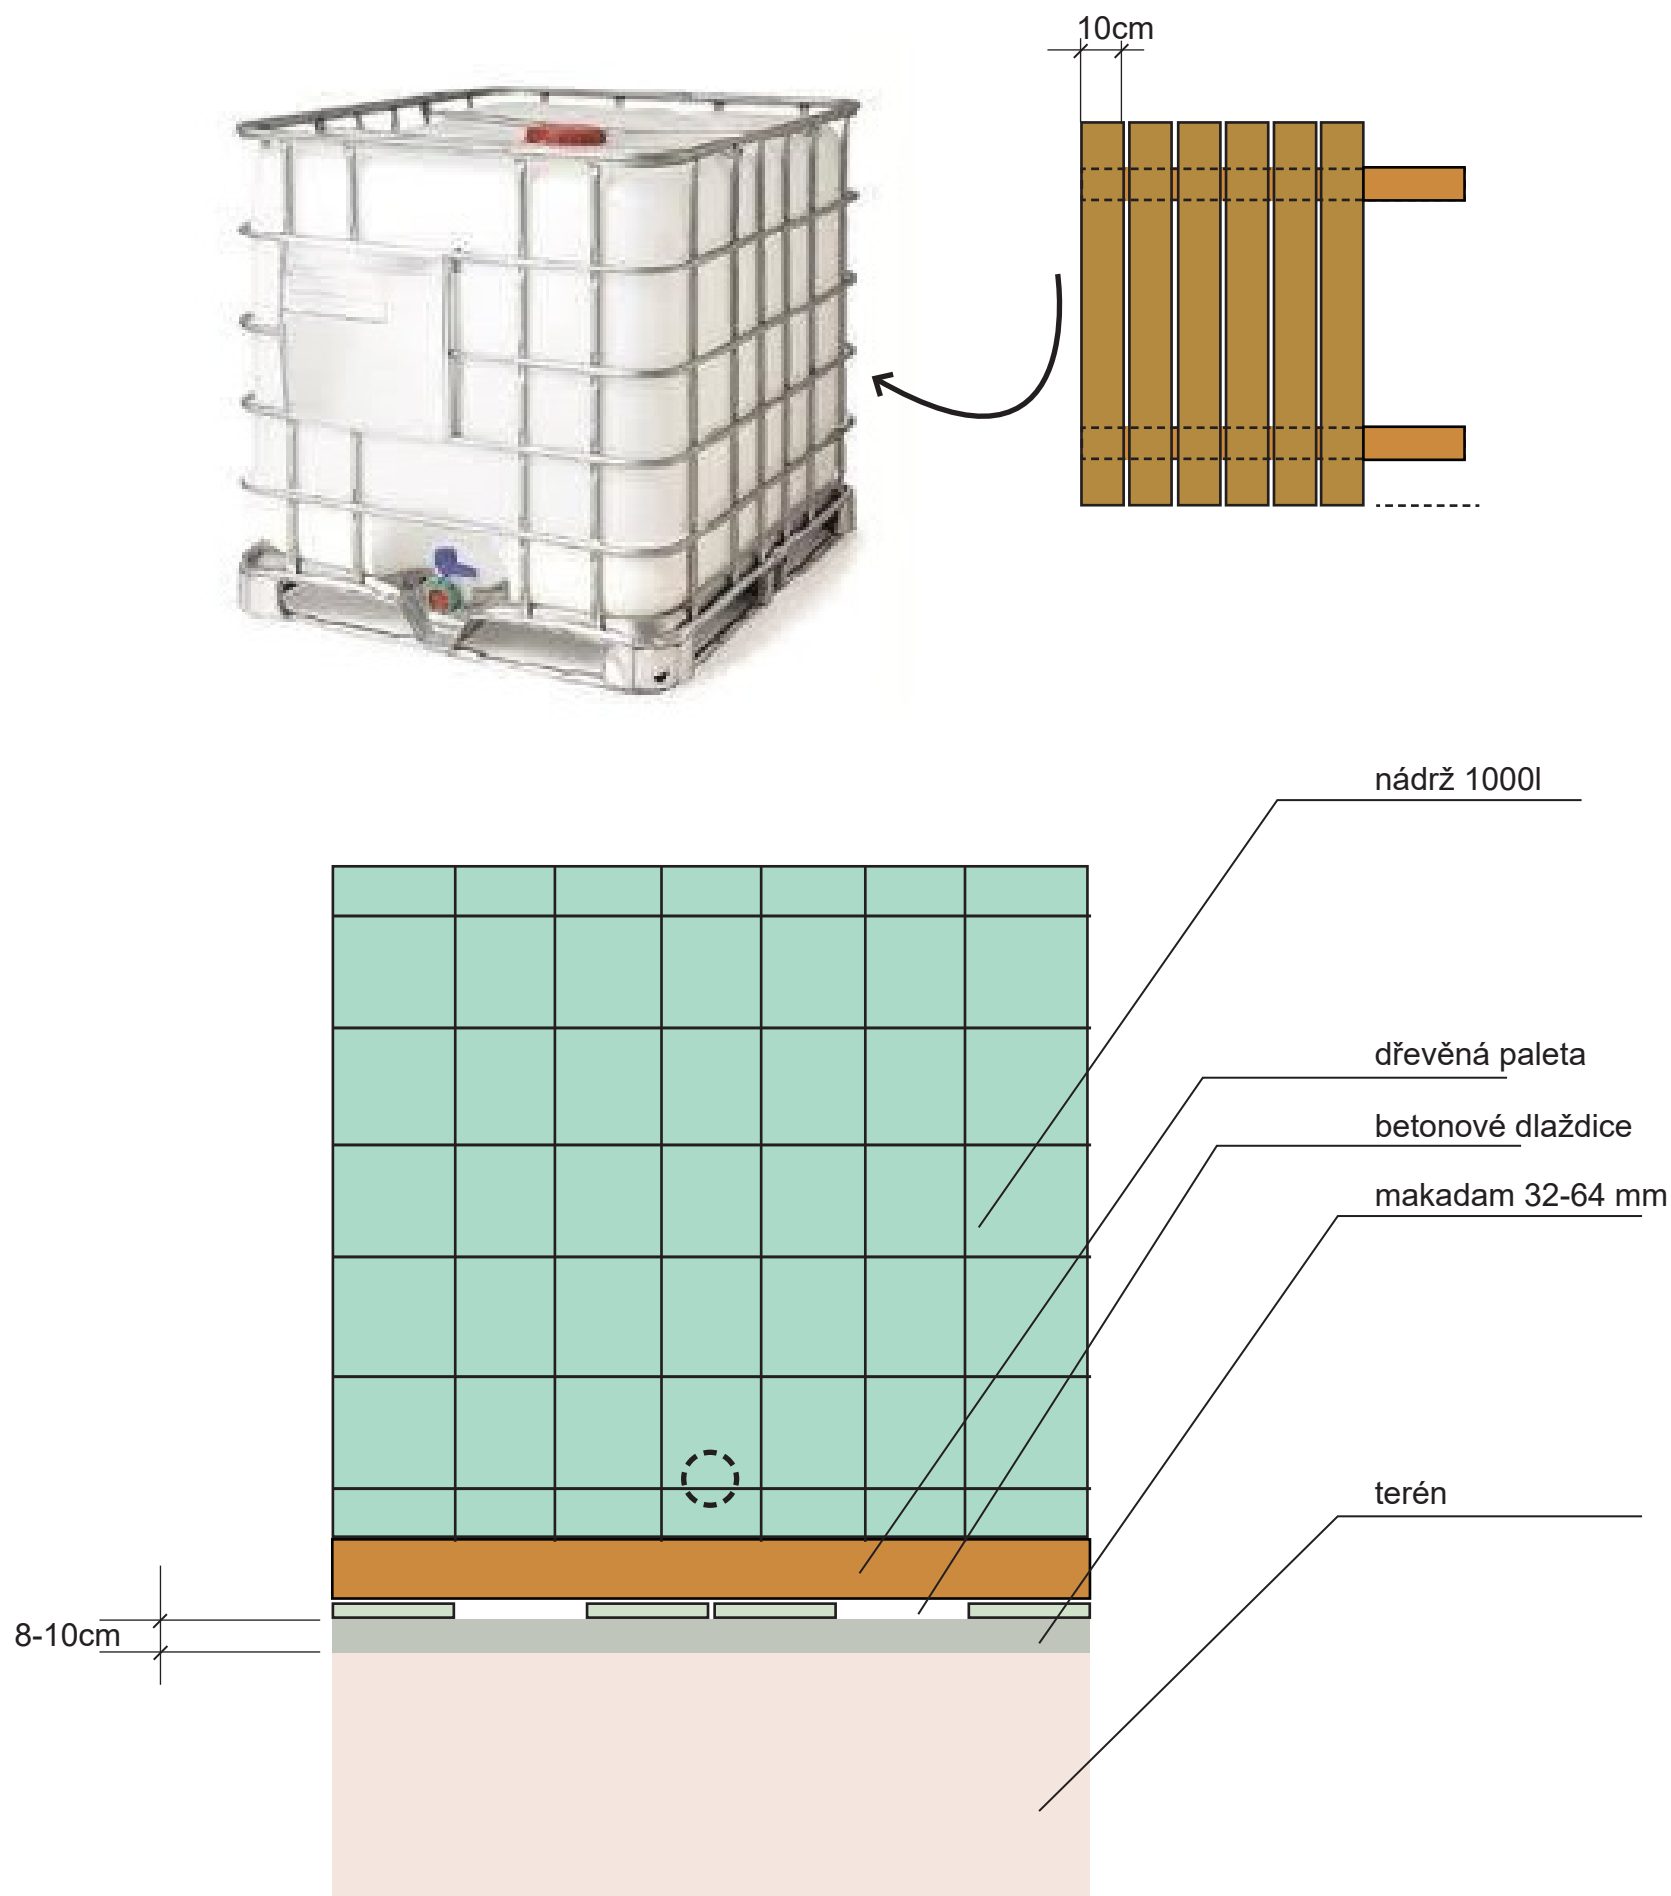 10cm
nádrž 1000l
dřevěná paleta
betonové dlaždice
makadam 32-64 mm
terén
8-10cm